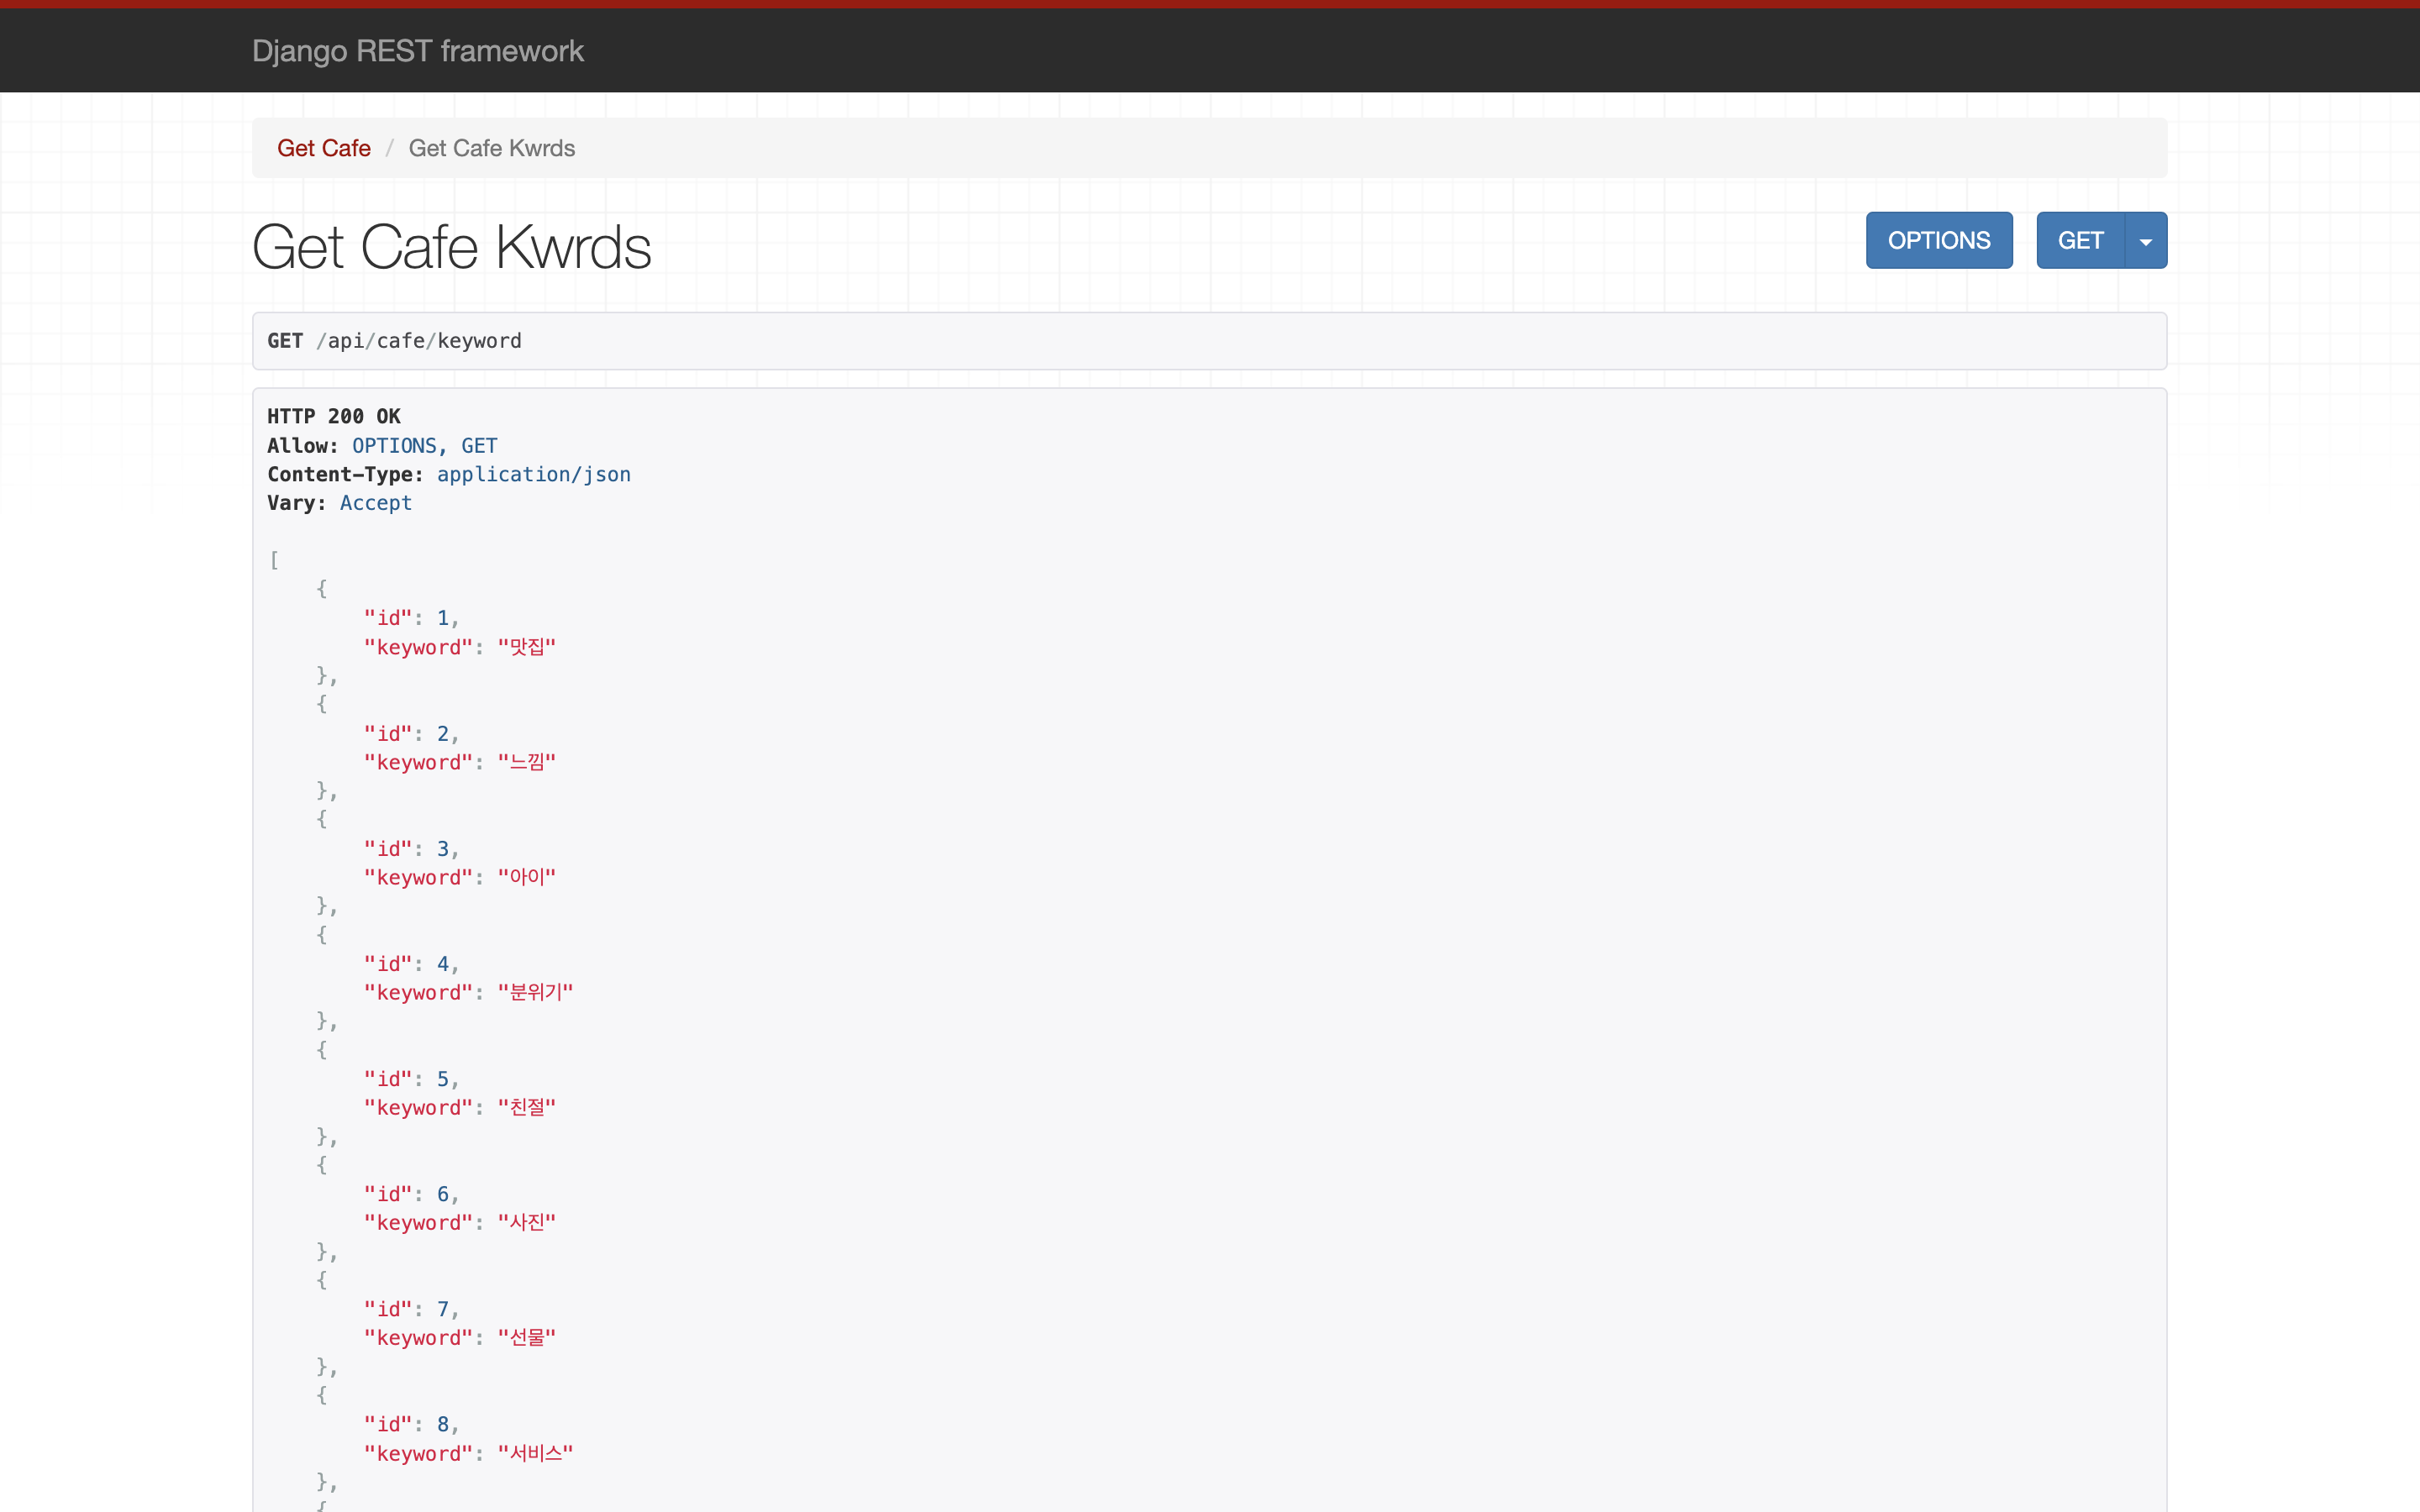 Django REST framework
Get Cafe / Get Cafe Kwrds
Get Cafe Kwrds
OPTIONS GET
GET /api/cafe/keyword
HTTP 200 OK
Allow: OPTIONS, GET
Content-Type: application/json
Vary: Accept
[
    {
        "id": 1,
        "keyword": "맛집"
    },
    {
        "id": 2,
        "keyword": "느낌"
    },
    {
        "id": 3,
        "keyword": "아이"
    },
    {
        "id": 4,
        "keyword": "분위기"
    },
    {
        "id": 5,
        "keyword": "친절"
    },
    {
        "id": 6,
        "keyword": "사진"
    },
    {
        "id": 7,
        "keyword": "선물"
    },
    {
        "id": 8,
        "keyword": "서비스"
    },
    {